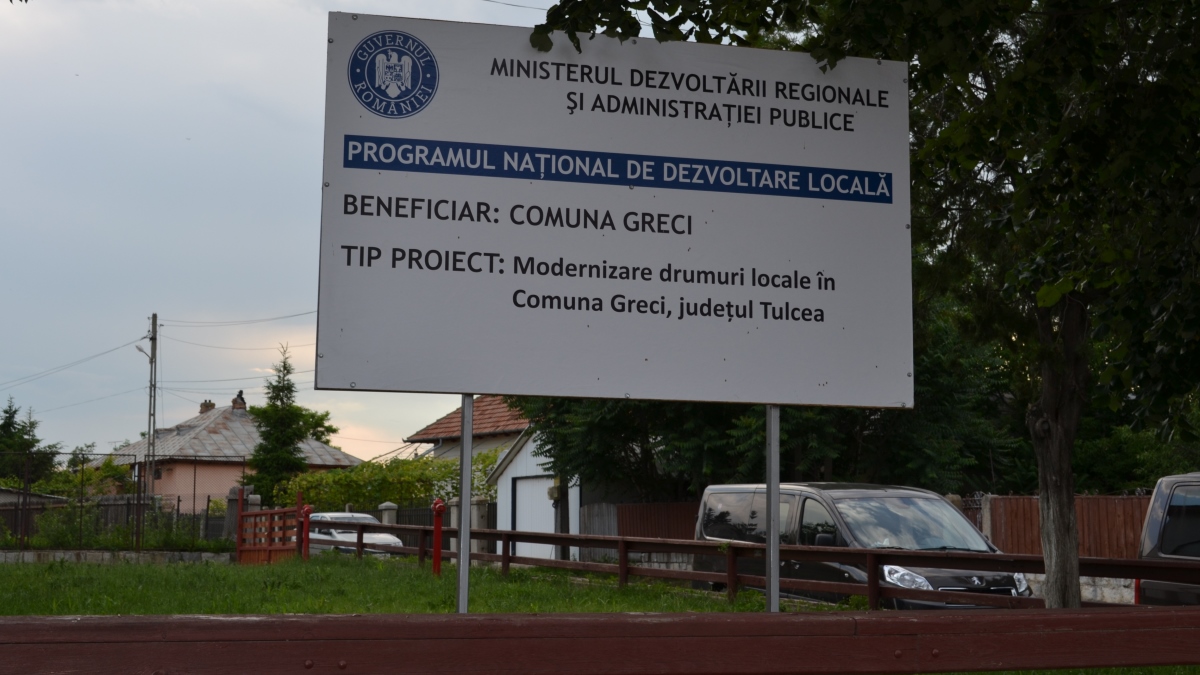 GUVERNUL
ROMÂNIEI
MINISTERUL DEZVOLTĂRII REGIONALE
ȘI ADMINISTRAȚIEI PUBLICE
PROGRAMUL NAȚIONAL DE DEZVOLTARE LOCALĂ
BENEFICIAR: COMUNA GRECI
TIP PROIECT: Modernizare drumuri locale în
Comuna Greci, județul Tulcea